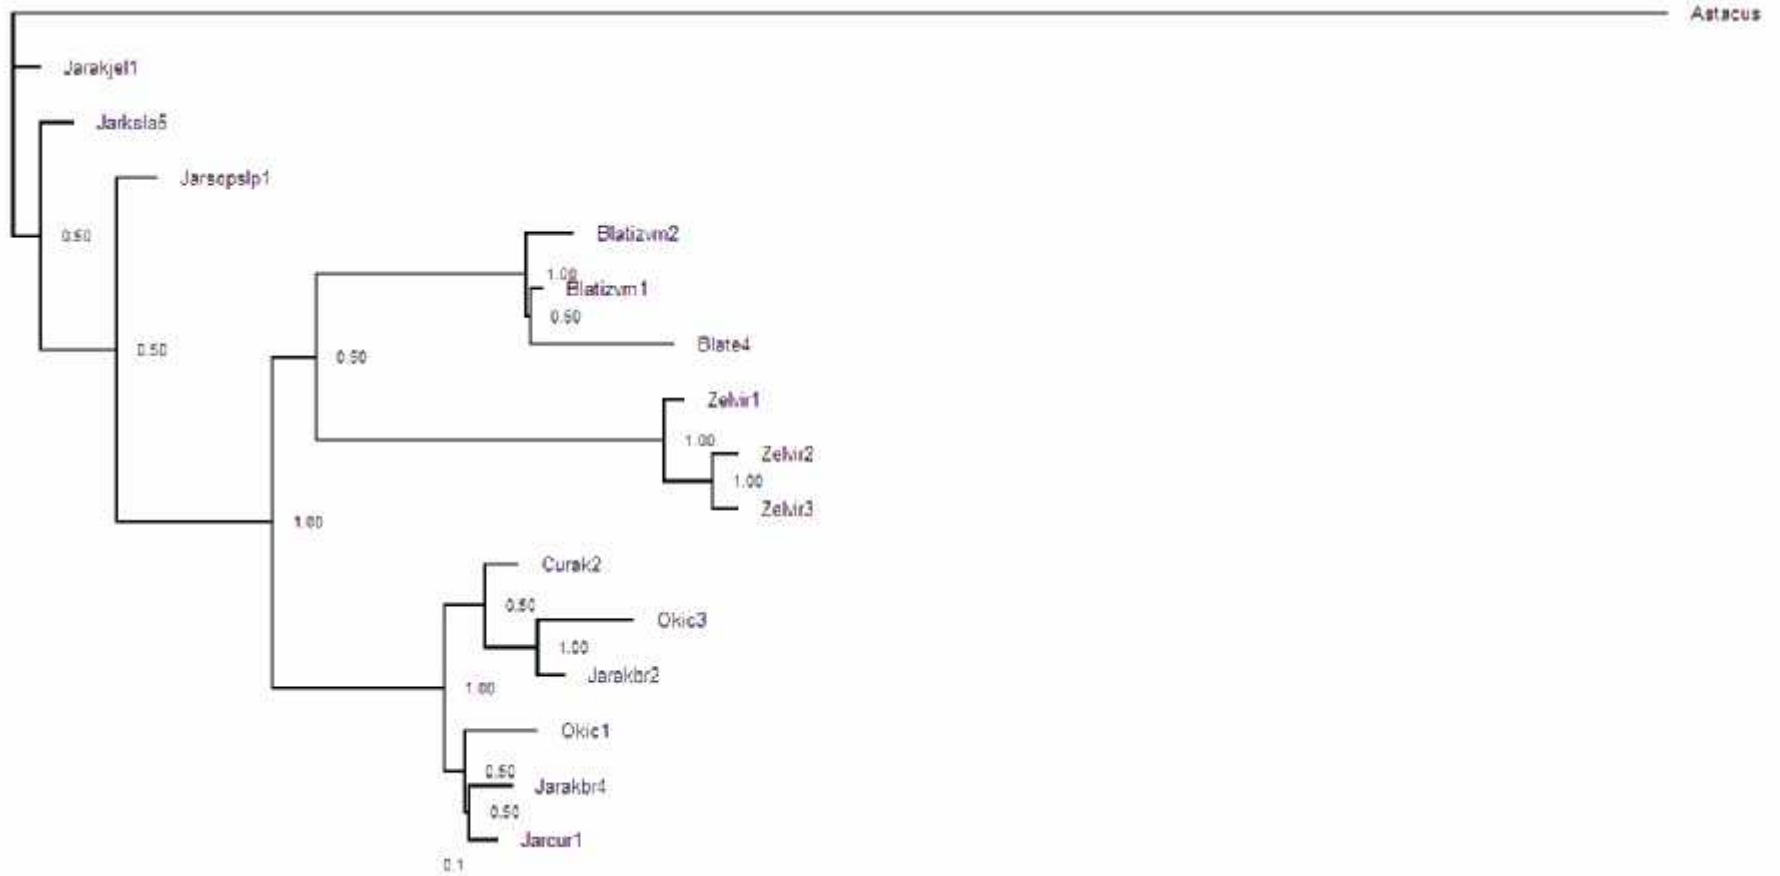 Astacus
Jarakjel1
Jarksla5
Jarsopslp1
0.50
Blatizvm2
1.00
Blatizvm1
0.50
Blate4
0.50
0.50
Zelvir1
1.00
Zelvir2
1.00
Zelvir3
1.00
Curak2
0.50
Okic3
1.00
Jarakbr2
1.00
Okic1
0.50
Jarakbr4
0.50
Jarcur1
0.1